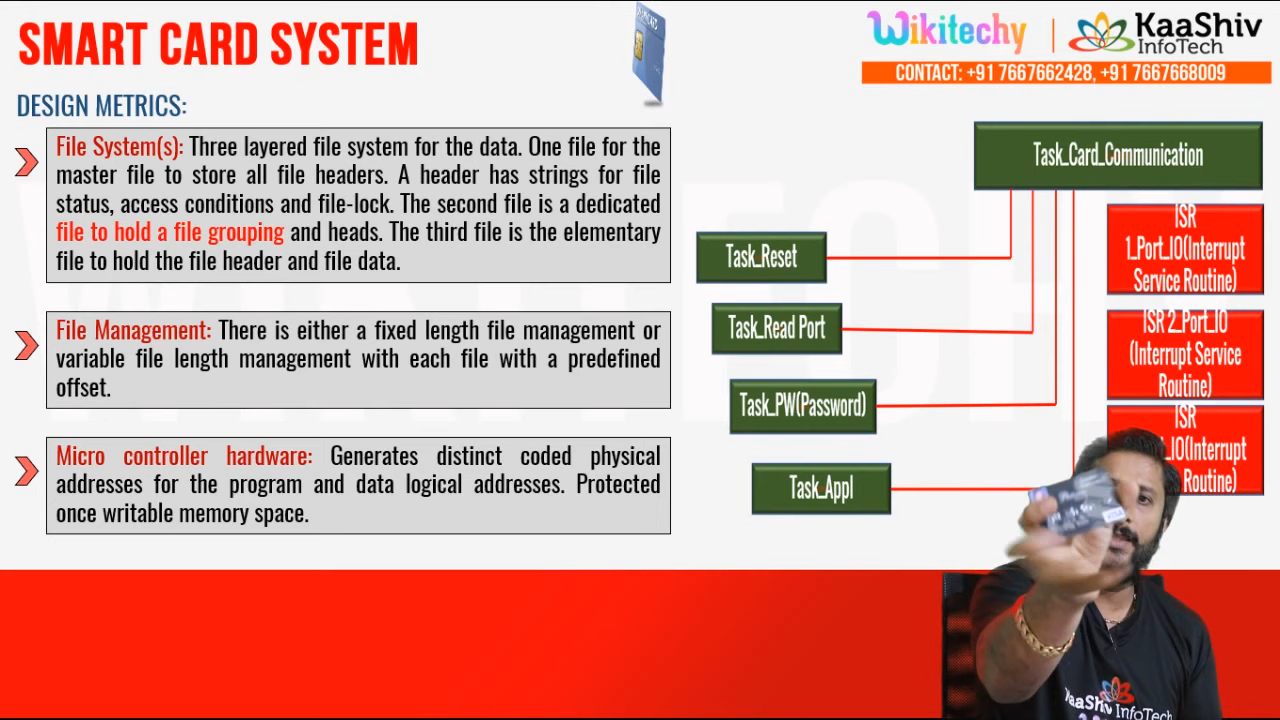 SMART CARD SYSTEM
Wikitechy
KaaShiv
InfoTech
CONTACT: +91 7667662428, +91 7667668009
DESIGN METRICS:
File System(s): Three layered file system for the data. One file for the
master file to store all file headers. A header has strings for file
status, access conditions and file-lock. The second file is a dedicated
file to hold a file grouping and heads. The third file is the elementary
file to hold the file header and file data.
File Management: There is either a fixed length file management or
variable file length management with each file with a predefined
offset.
Micro controller hardware: Generates distinct coded physical
addresses for the program and data logical addresses. Protected
once writable memory space.
Task_Card_Communication
Task_Reset
Task_Read Port
Task_PW(Password)
Task_Appl
ISR
1_Port_IO(Interrupt
Service Routine)
ISR 2_Port_IO
(Interrupt Service
Routine)
ISR
_IO(Interrupt
Routine)
VISA
KaaShiv InfoTech